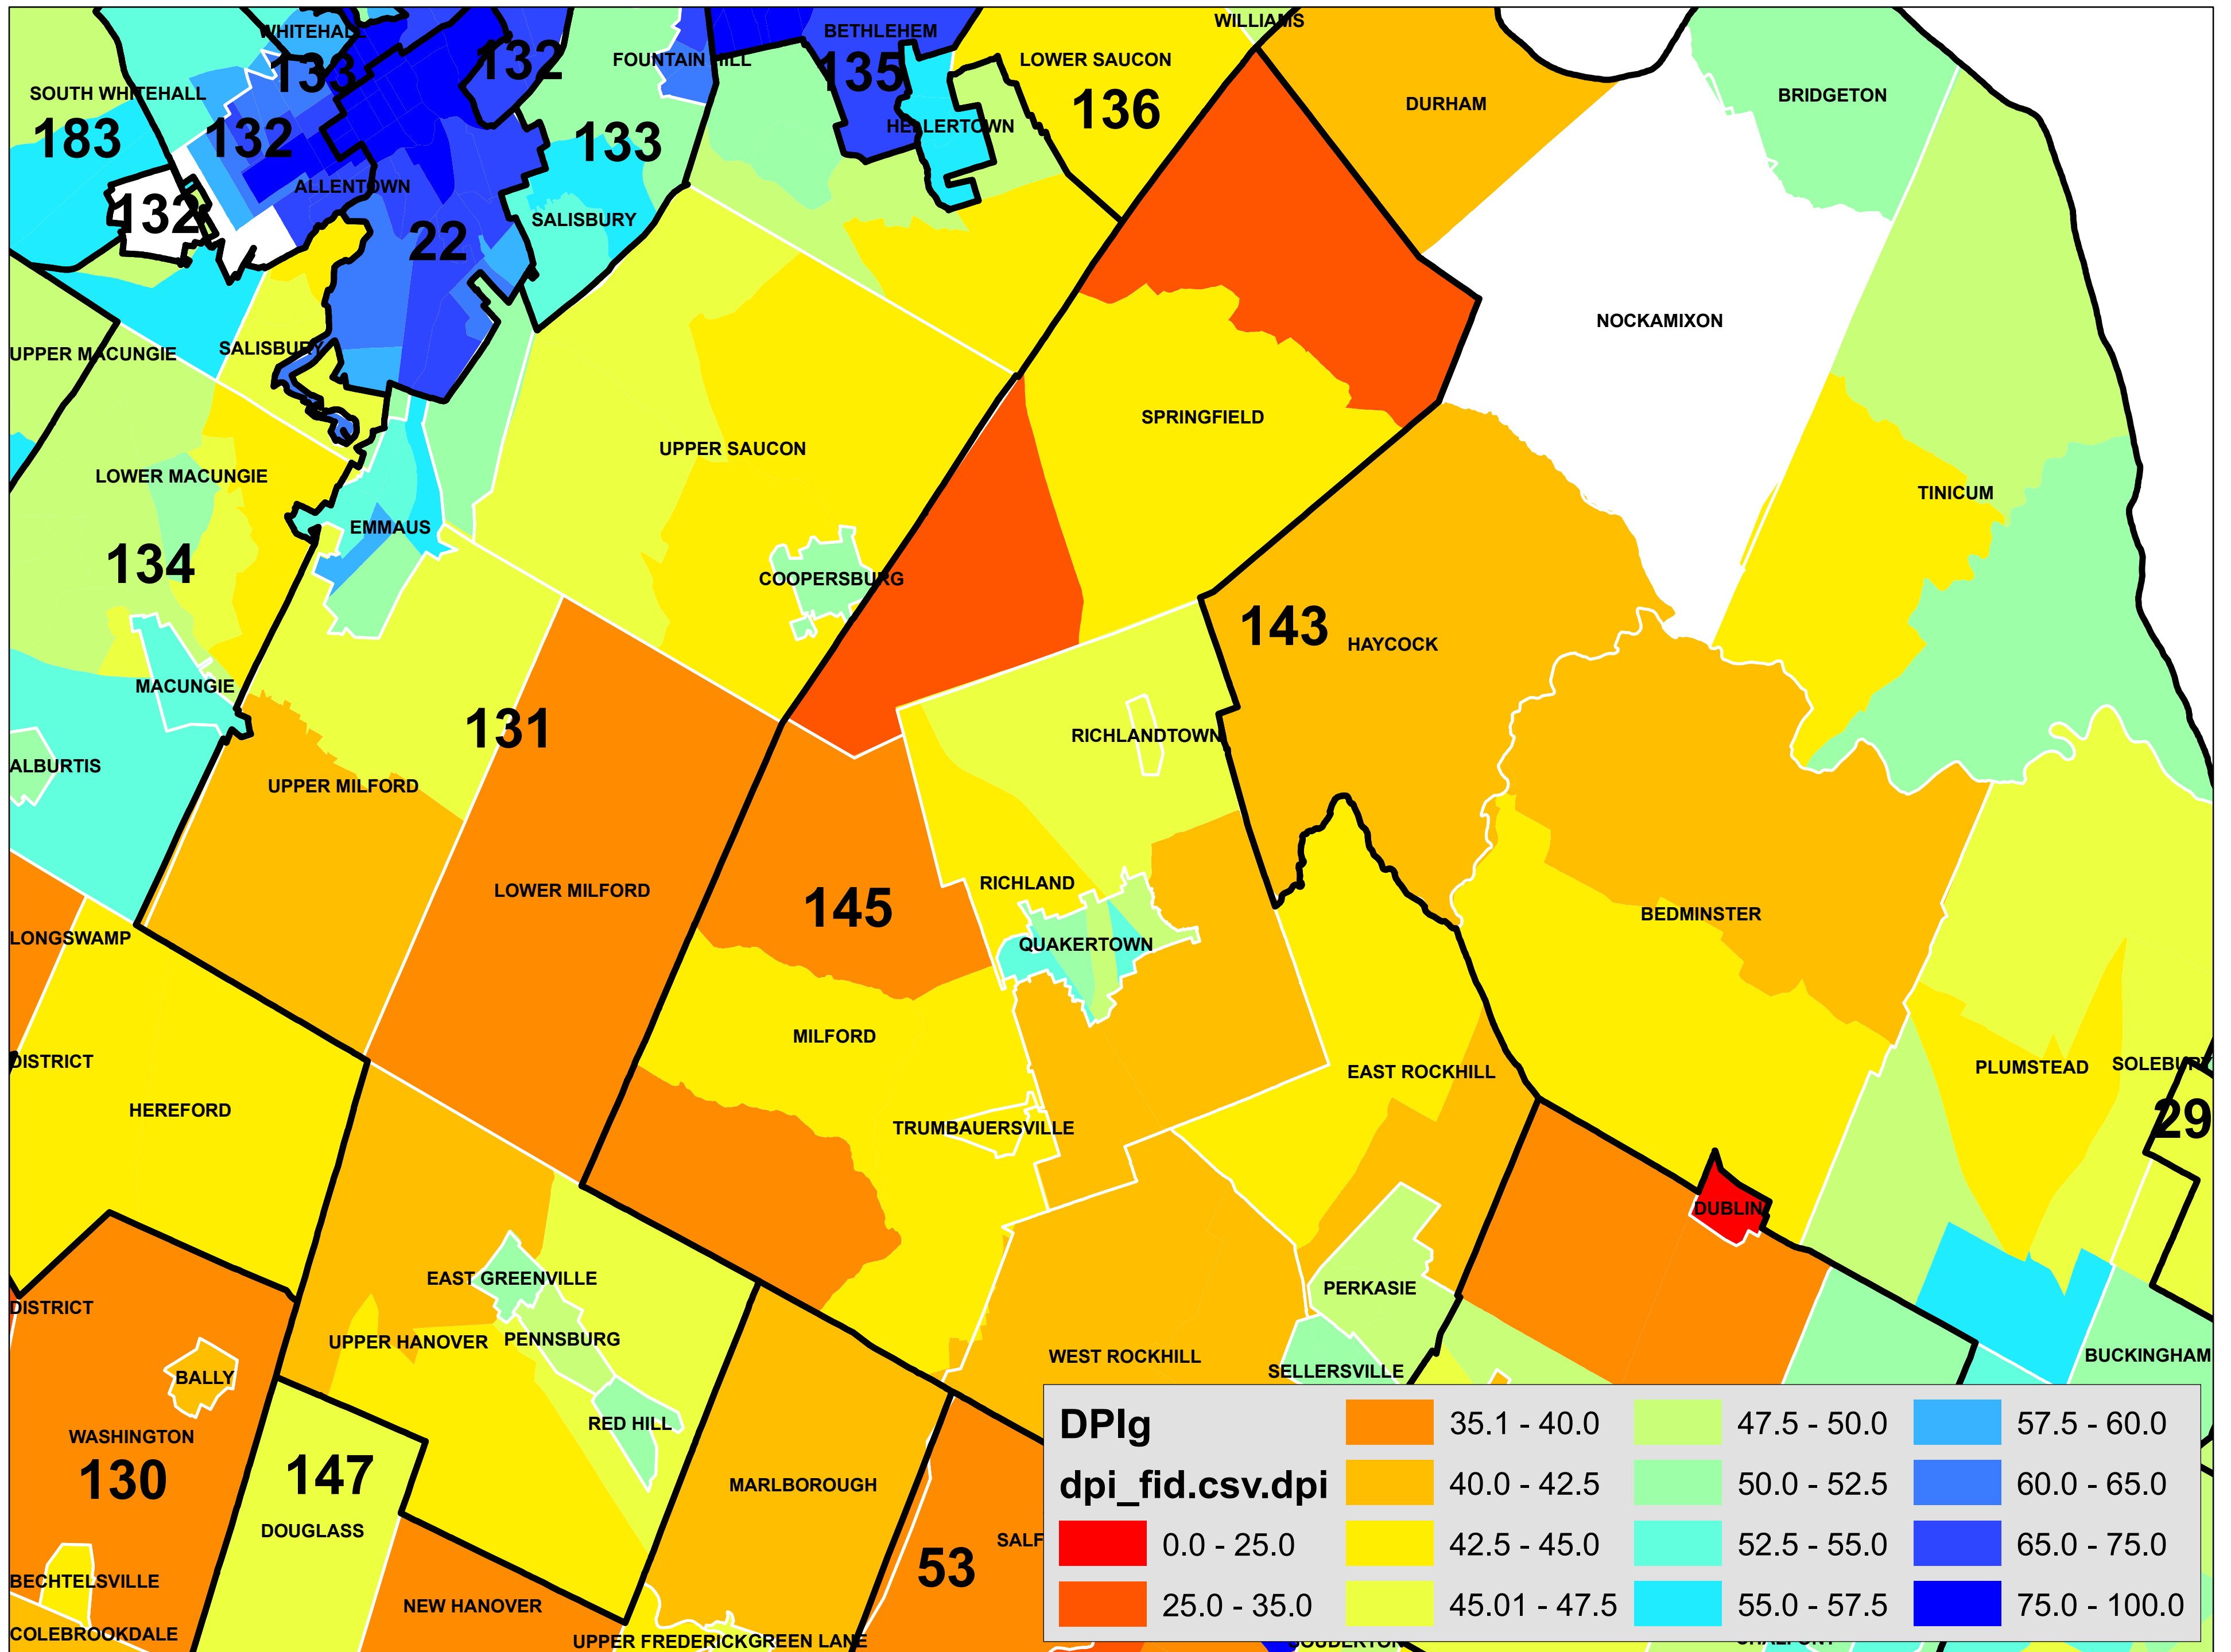 WILLIAMS
WHITEHALL
BETHLEHEM
132
FOUNTAIN HILL
LOWER SAUCON
133
135
SOUTH WHITEHALL
BRIDGETON
DURHAM
136
183
132
133
HELLERTOWN
ALLENTOWN
132
SALISBURY
22
NOCKAMIXON
UPPER MACUNGIE
SALISBURY
SPRINGFIELD
UPPER SAUCON
LOWER MACUNGIE
TINICUM
EMMAUS
134
COOPERSBURG
143
HAYCOCK
MACUNGIE
131
RICHLANDTOWN
ALBURTIS
UPPER MILFORD
LOWER MILFORD
RICHLAND
145
BEDMINSTER
LONGSWAMP
QUAKERTOWN
MILFORD
DISTRICT
SOLEBURY
PLUMSTEAD
EAST ROCKHILL
HEREFORD
29
TRUMBAUERSVILLE
DUBLIN
EAST GREENVILLE
PERKASIE
DISTRICT
UPPER HANOVER
PENNSBURG
WEST ROCKHILL
BUCKINGHAM
SELLERSVILLE
BALLY
RED HILL
WASHINGTON
130
147
MARLBOROUGH
DOUGLASS
SALF
53
BECHTELSVILLE
NEW HANOVER
COLEBROOKDALE
UPPER FREDERICK
GREEN LANE
DPIg
dpi_fid.csv.dpi
0.0 - 25.0
25.0 - 35.0
35.1 - 40.0
40.0 - 42.5
42.5 - 45.0
45.01 - 47.5
47.5 - 50.0
50.0 - 52.5
52.5 - 55.0
55.0 - 57.5
57.5 - 60.0
60.0 - 65.0
65.0 - 75.0
75.0 - 100.0